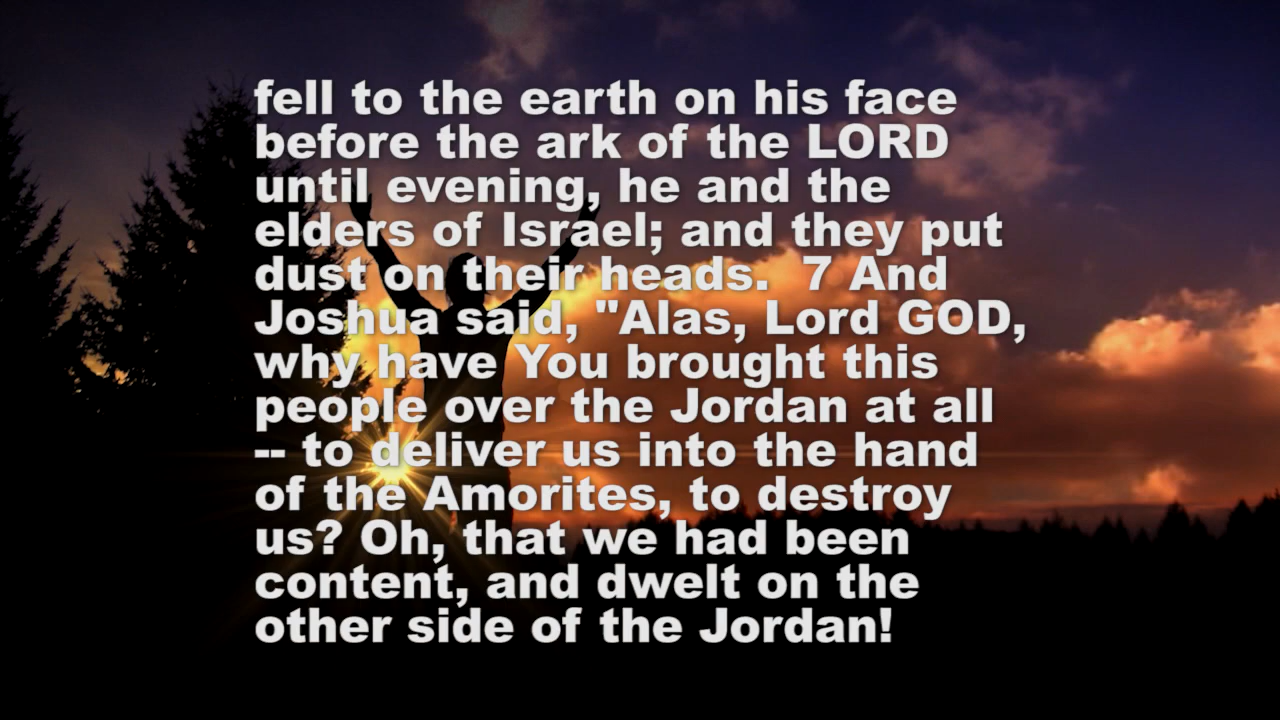 fell to the earth on his face
before the ark of the LORD
until evening, he and the
elders of Israel; and they put
dust on their heads.  7 And
Joshua said, "Alas, Lord GOD,
why have You brought this
people over the Jordan at all
-- to deliver us into the hand
of the Amorites, to destroy
us? Oh, that we had been
content, and dwelt on the
other side of the Jordan!